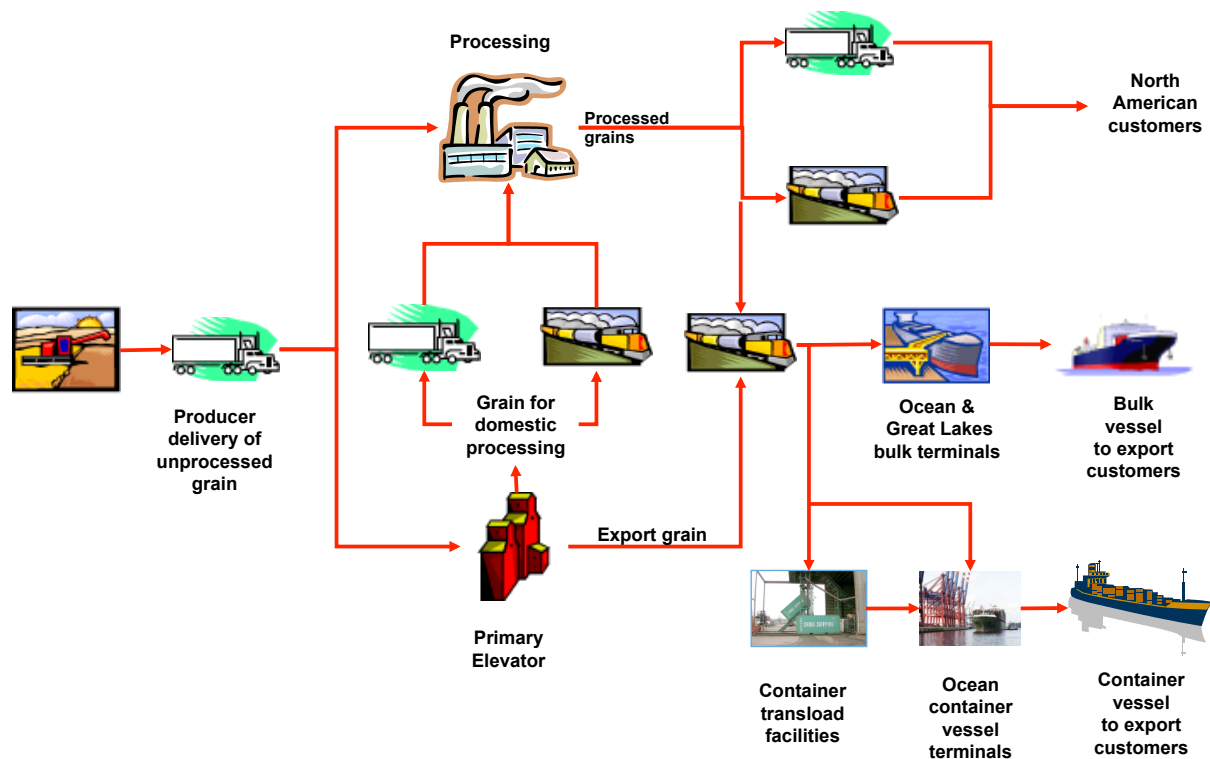 Processing
Processed
grains
North
American
customers
Producer
delivery of
unprocessed
grain
Grain for
domestic
processing
Ocean &
Great Lakes
bulk terminals
Bulk
vessel
to export
customers
Export grain
Primary
Elevator
CHINA SHIPPING
Container
transload
facilities
Ocean
container
vessel
terminals
Container
vessel
to export
customers